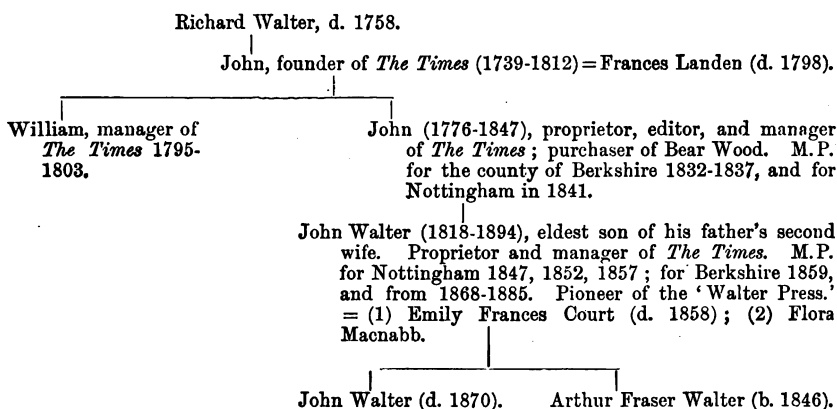 Richard Walter, d. 1758.
John, founder of The Times (1739-1812)=Frances Landen (d. 1798).
William, manager of
The Times 1795-
1803.
John (1776-1847), proprietor, editor, and manager
of The Times; purchaser of Bear Wood. M.P.
for the county of Berkshire 1832-1837, and for
Nottingham in 1841.
John Walter (1818-1894), eldest son of his father's second
wife. Proprietor and manager of The Times. M.P.
for Nottingham 1847, 1852, 1857; for Berkshire 1859,
and from 1868-1885. Pioneer of the 'Walter Press.'
= (1) Emily Frances Court (d. 1858); (2) Flora
Macnabb.
John Walter (d. 1870). Arthur Fraser Walter (b. 1846).